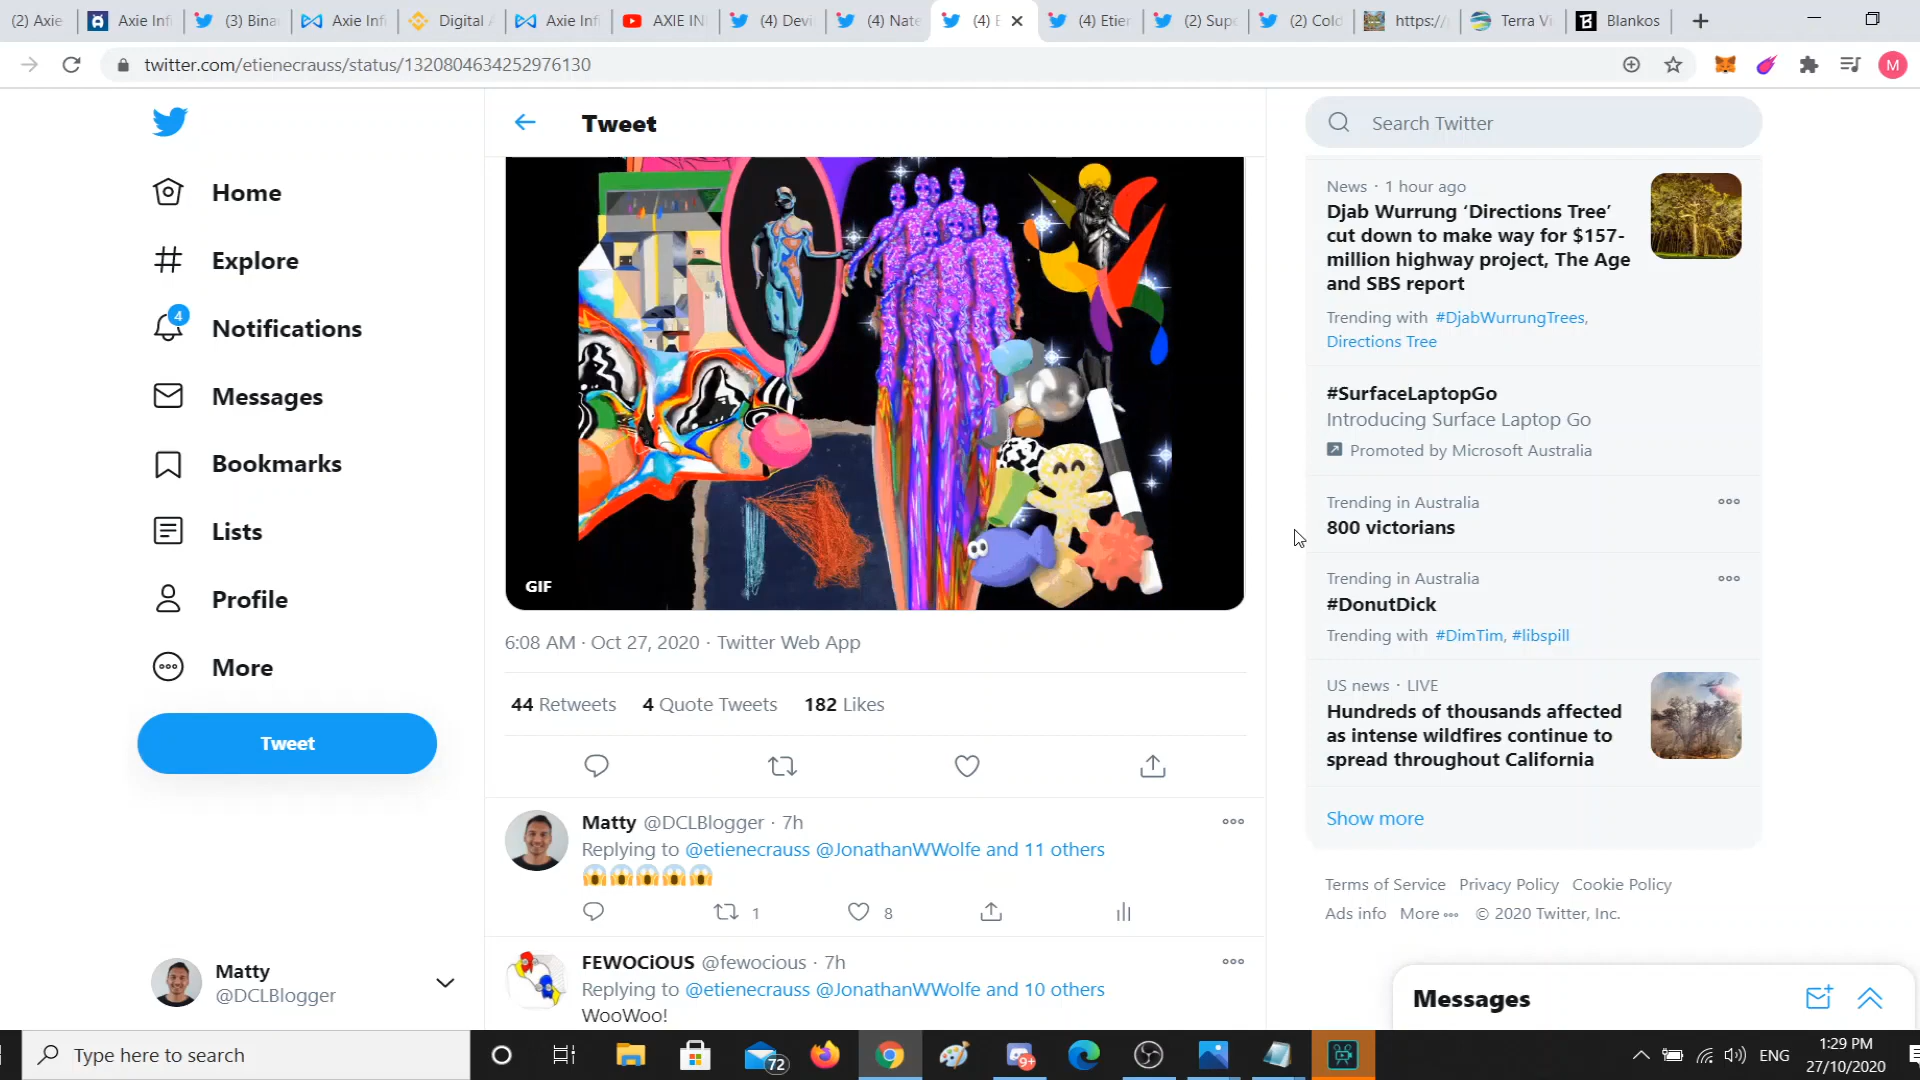 (2) Axie
Axie Infi
(3) Bina
Axie Infi
Digital A
Axie Infi
AXIE IN
(4) Devi
(4) Nate
(4) E
(4) Etien
(2) Supe
(2) Cold
https://
Terra Vi
Blankos
twitter.com/etienecrauss/status/1320804634252976130
M
Home
Explore
4
Notifications
Messages
Bookmarks
Lists
Profile
More
Tweet
Matty
@DCLBlogger
Tweet
GIF
6:08 AM · Oct 27, 2020 · Twitter Web App
44 Retweets 4 Quote Tweets 182 Likes
Matty @DCLBlogger · 7h
Replying to @etienecrauss @JonathanWWolfe and 11 others
😱😱😱😱😱
1 8
FEWOCiOUS @fewocious · 7h
Replying to @etienecrauss @JonathanWWolfe and 10 others
WooWoo!
Search Twitter
News · 1 hour ago
Djab Wurrung ‘Directions Tree’
cut down to make way for $157-
million highway project, The Age
and SBS report
Trending with #DjabWurrungTrees,
Directions Tree
#SurfaceLaptopGo
Introducing Surface Laptop Go
Promoted by Microsoft Australia
Trending in Australia
800 victorians
Trending in Australia
#DonutDick
Trending with #DimTim, #libspill
US news · LIVE
Hundreds of thousands affected
as intense wildfires continue to
spread throughout California
Show more
Terms of Service Privacy Policy Cookie Policy
Ads info More © 2020 Twitter, Inc.
Messages
Type here to search
72
9+
ENG
1:29 PM
27/10/2020